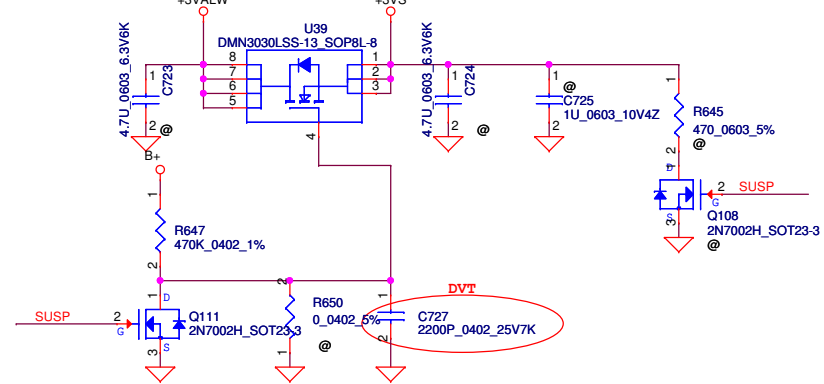 +3VALW
+3VS
U39
DMN3030LSS-13_SOP8L-8
8
7
6
5
1
2
3
4
4.7U_0603_6.3V6K
1
C723
2
@
4.7U_0603_6.3V6K
1
C724
2
@
1
@
C725
1U_0603_10V4Z
2
1
R645
470_0603_5%
@
2
1
D
2
SUSP
G
Q108
S
3
2N7002H_SOT23-3
@
B+
1
R647
470K_0402_1%
2
SUSP
2
G
1
D
Q111
2N7002H_SOT23-3
S
3
2
R650
0_0402_5%
@
1
DVT
1
C727
2200P_0402_25V7K
2